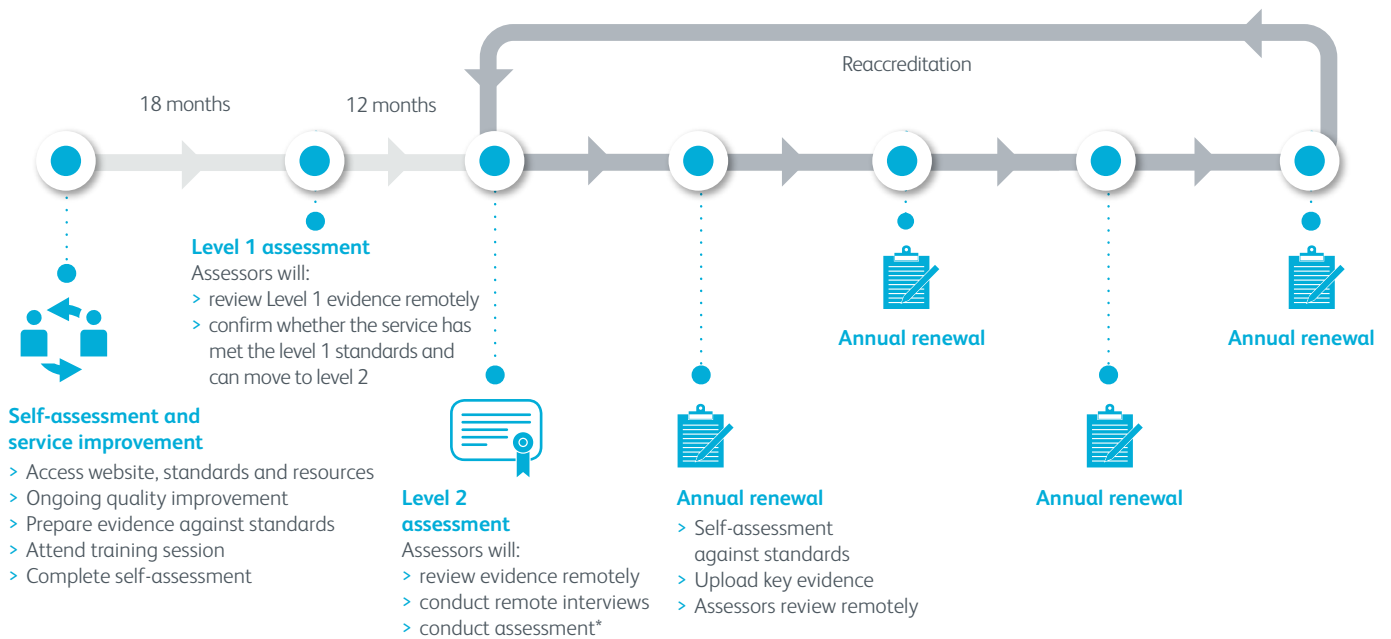 Reaccreditation
18 months
12 months
Self-assessment and
service improvement
> Access website, standards and resources
> Ongoing quality improvement
> Prepare evidence against standards
> Attend training session
> Complete self-assessment
Level 1 assessment
Assessors will:
> review Level 1 evidence remotely
> confirm whether the service has
met the level 1 standards and
can move to level 2
Level 2
assessment
Assessors will:
> review evidence remotely
> conduct remote interviews
> conduct assessment*
Annual renewal
> Self-assessment
against standards
> Upload key evidence
> Assessors review remotely
Annual renewal
Annual renewal
Annual renewal